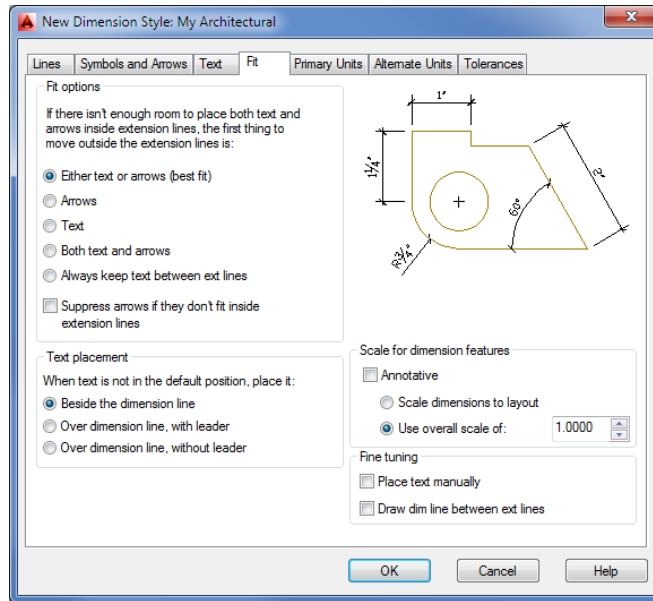 New Dimension Style: My Architectural
Lines Symbols and Arrows Text Fit Primary Units Alternate Units Tolerances
Fit options
If there isn't enough room to place both text and
arrows inside extension lines, the first thing to
move outside the extension lines is:
Either text or arrows (best fit)
Arrows
Text
Both text and arrows
Always keep text between ext lines
Suppress arrows if they don't fit inside
extension lines
1"
1¼"
2"
60°
R¾"
Text placement
When text is not in the default position, place it:
Beside the dimension line
Over dimension line, with leader
Over dimension line, without leader
Scale for dimension features
Annotative
Scale dimensions to layout
Use overall scale of: 1.0000
Fine tuning
Place text manually
Draw dim line between ext lines
OK Cancel Help